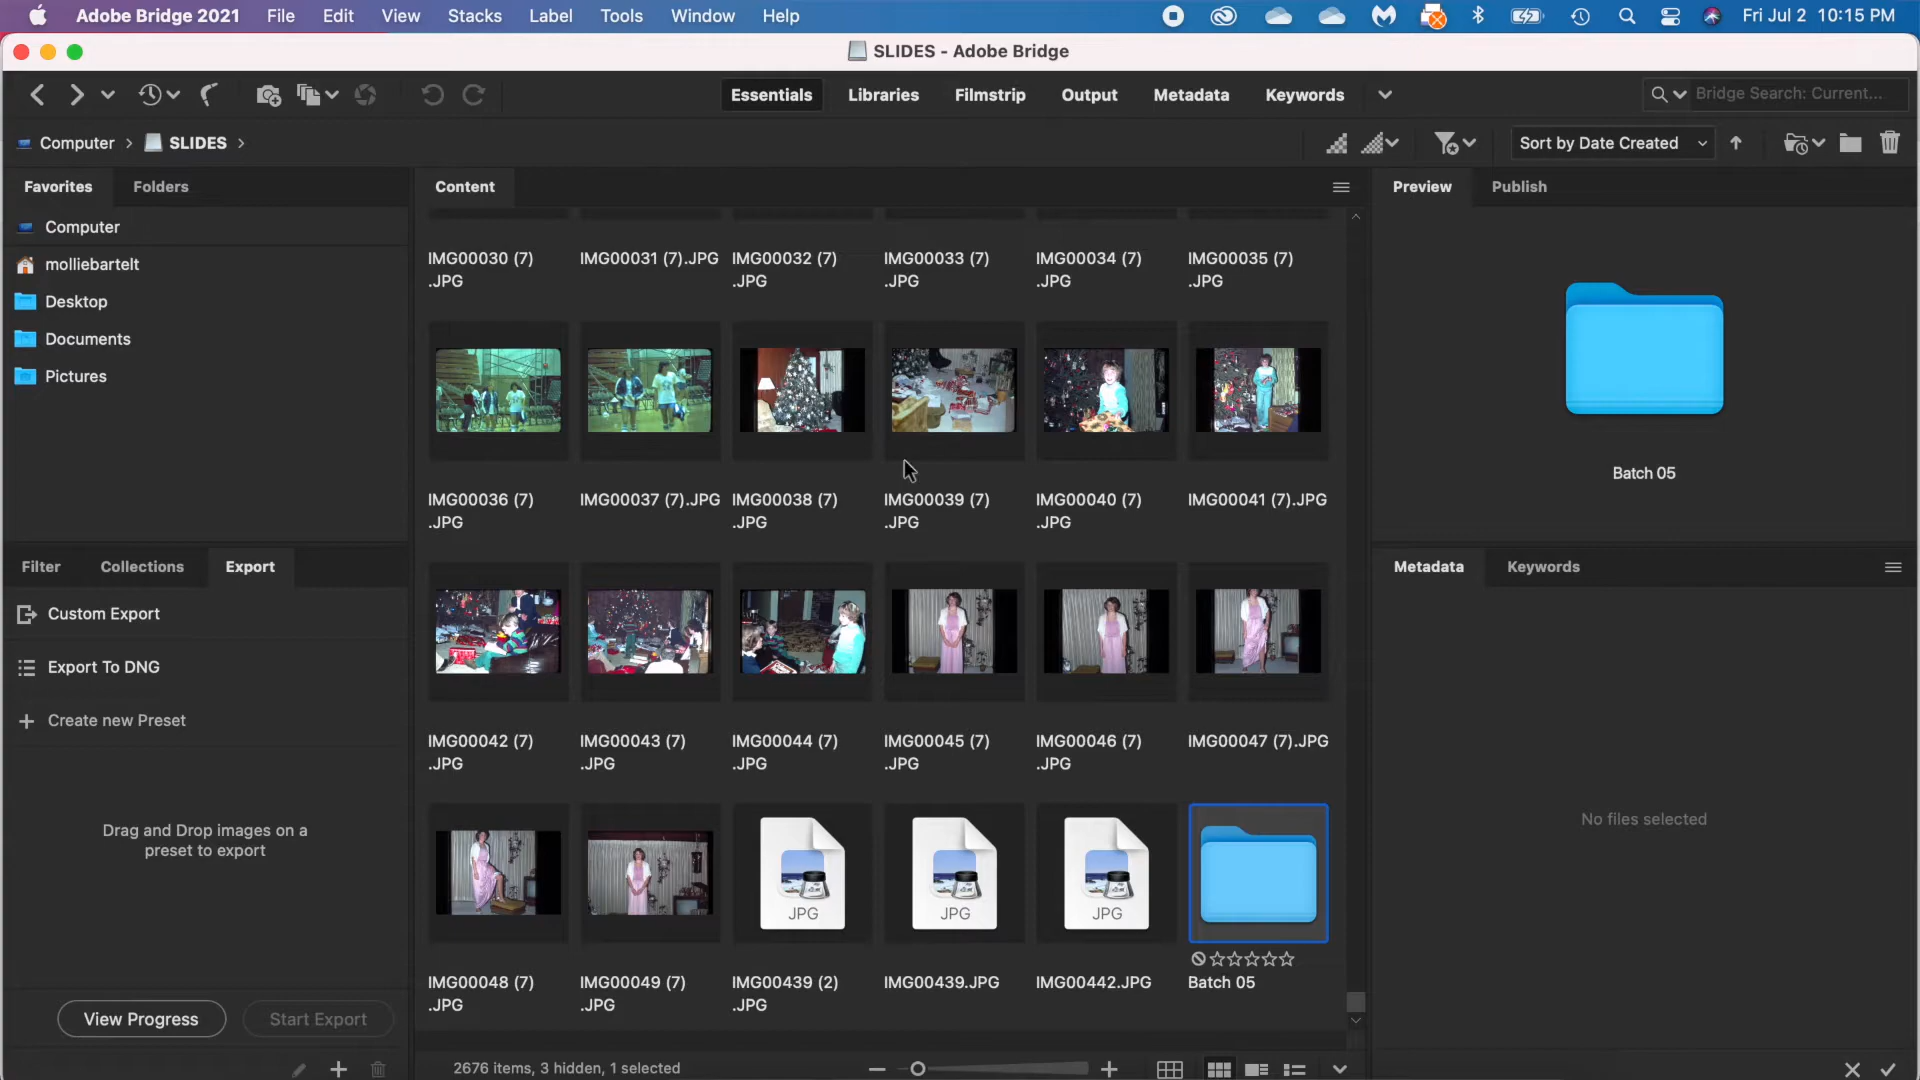 Adobe Bridge 2021 File Edit View Stacks Label Tools Window Help Fri Jul 2 10:15 PM
SLIDES - Adobe Bridge
Essentials Libraries Filmstrip Output Metadata Keywords Bridge Search: Current...
Computer SLIDES Sort by Date Created
Favorites Folders
Computer
molliebartelt
Desktop
Documents
Pictures
Filter Collections Export
Custom Export
Export To DNG
Create new Preset
Drag and Drop images on a
preset to export
View Progress Start Export
Content
IMG00030 (7)
.JPG
IMG00031 (7).JPG
IMG00032 (7)
.JPG
IMG00033 (7)
.JPG
IMG00034 (7)
.JPG
IMG00035 (7)
.JPG
IMG00036 (7)
.JPG
IMG00037 (7).JPG
IMG00038 (7)
.JPG
IMG00039 (7)
.JPG
IMG00040 (7)
.JPG
IMG00041 (7).JPG
IMG00042 (7)
.JPG
IMG00043 (7)
.JPG
IMG00044 (7)
.JPG
IMG00045 (7)
.JPG
IMG00046 (7)
.JPG
IMG00047 (7).JPG
IMG00048 (7)
.JPG
IMG00049 (7)
.JPG
JPG
IMG00439 (2)
.JPG
JPG
IMG00439.JPG
JPG
IMG00442.JPG
Batch 05
2676 items, 3 hidden, 1 selected
Preview Publish
Batch 05
Metadata Keywords
No files selected